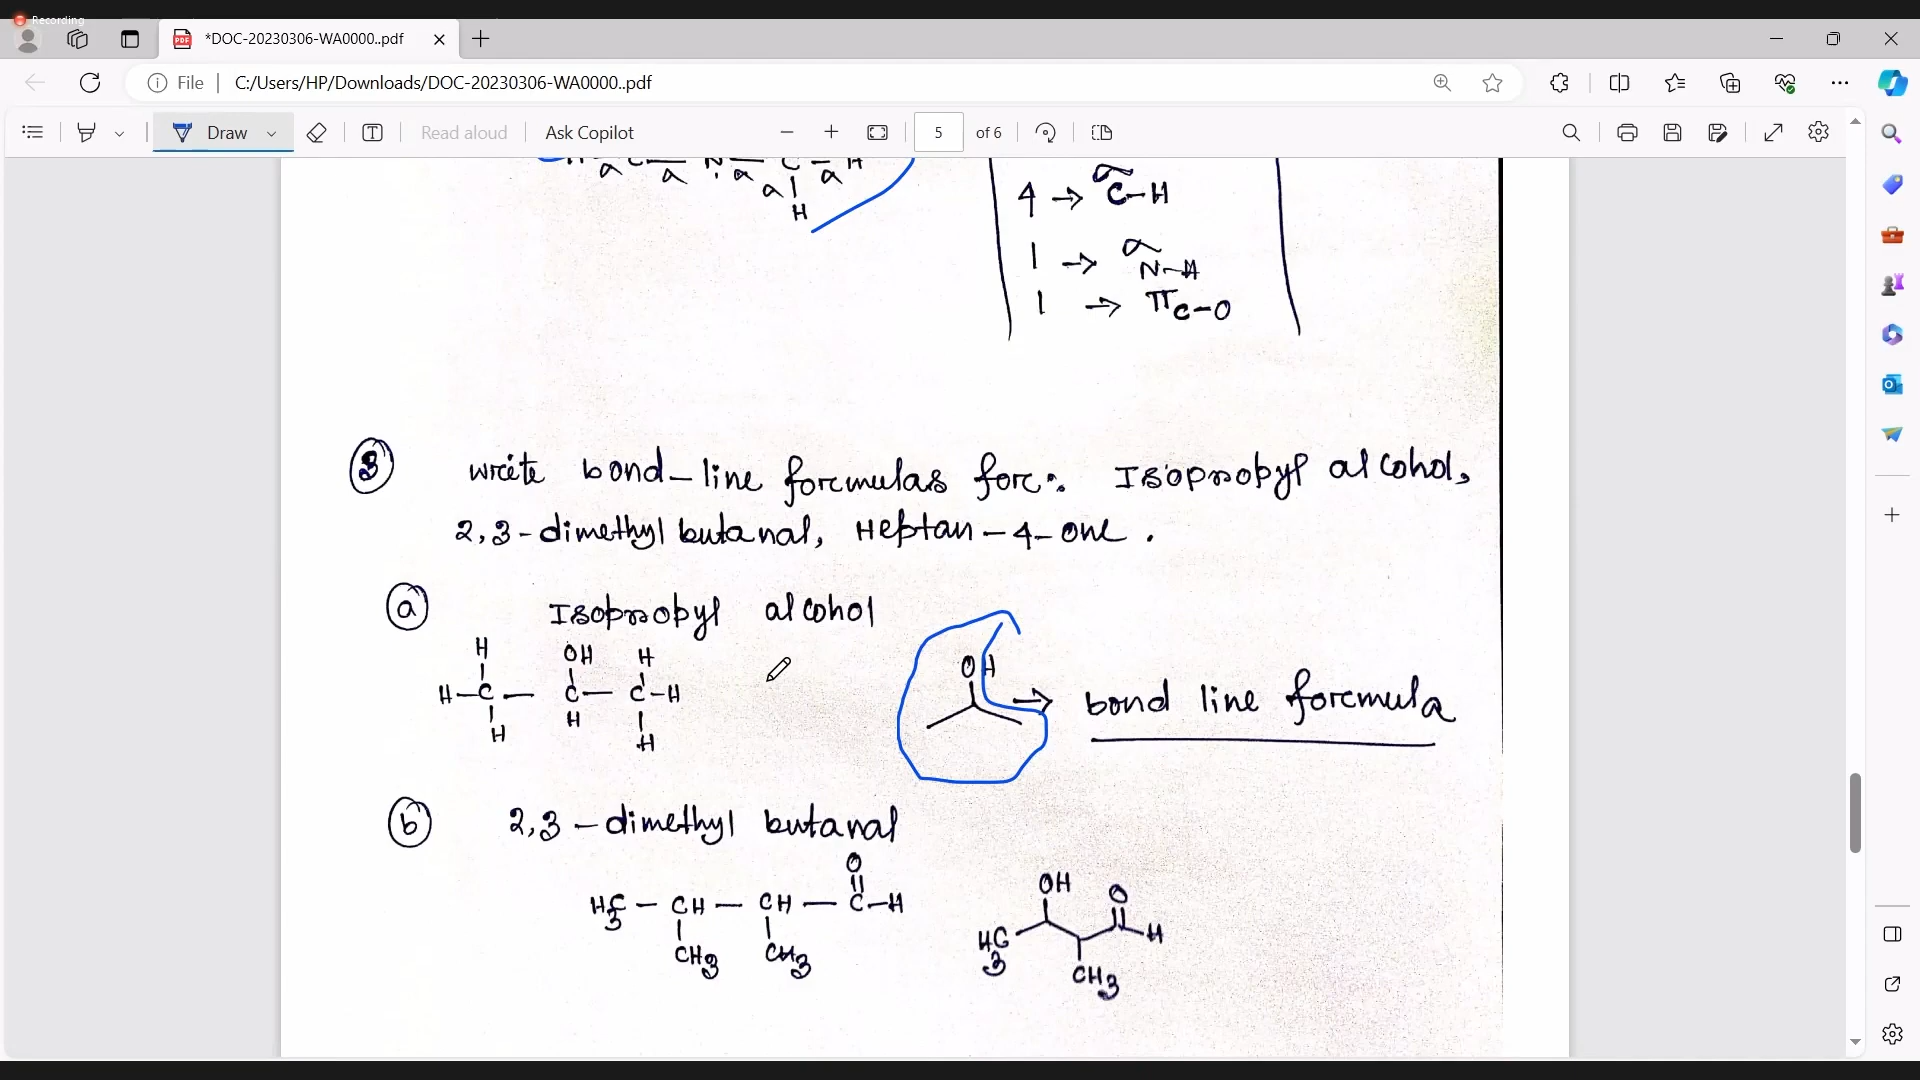 Recording
*DOC-20230306-WA0000..pdf
File | C:/Users/HP/Downloads/DOC-20230306-WA0000..pdf
Draw
Read aloud
Ask Copilot
5 of 6
H C N C H
α α α α α
H
4 → σ C-H
1 → σ N-H
1 → π C-O
3 write bond-line formulas for: Isopropyl alcohol,
2,3-dimethyl butanal, Heptan-4-one.
a Isopropyl alcohol
H OH H
H-C-C-C-H
H H H
OH
→ bond line formula
b 2,3-dimethyl butanal
O
H3C-CH-CH-C-H
CH3 CH3
OH O
H3C H
CH3